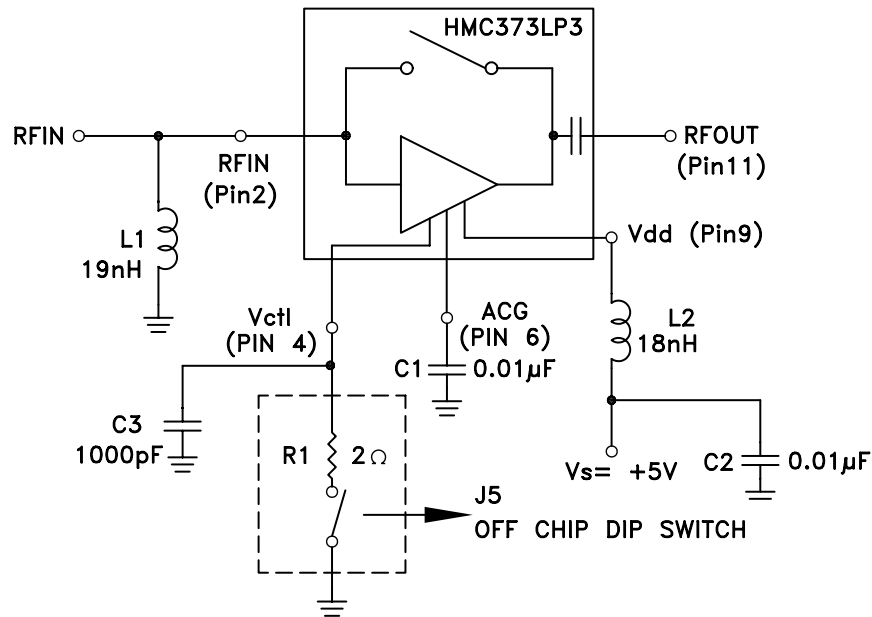 HMC373LP3
RFIN
RFIN
(Pin2)
RFOUT
(Pin11)
L1
19nH
Vdd (Pin9)
Vctl
(PIN 4)
ACG
(PIN 6)
C1
0.01µF
L2
18nH
C3
1000pF
R1
2Ω
Vs= +5V
C2
0.01µF
J5
OFF CHIP DIP SWITCH